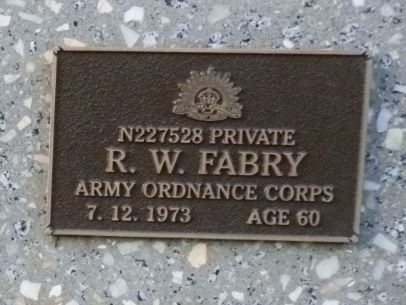 N227528 PRIVATE
R. W. FABRY
ARMY ORDNANCE CORPS
7. 12. 1973 AGE 60